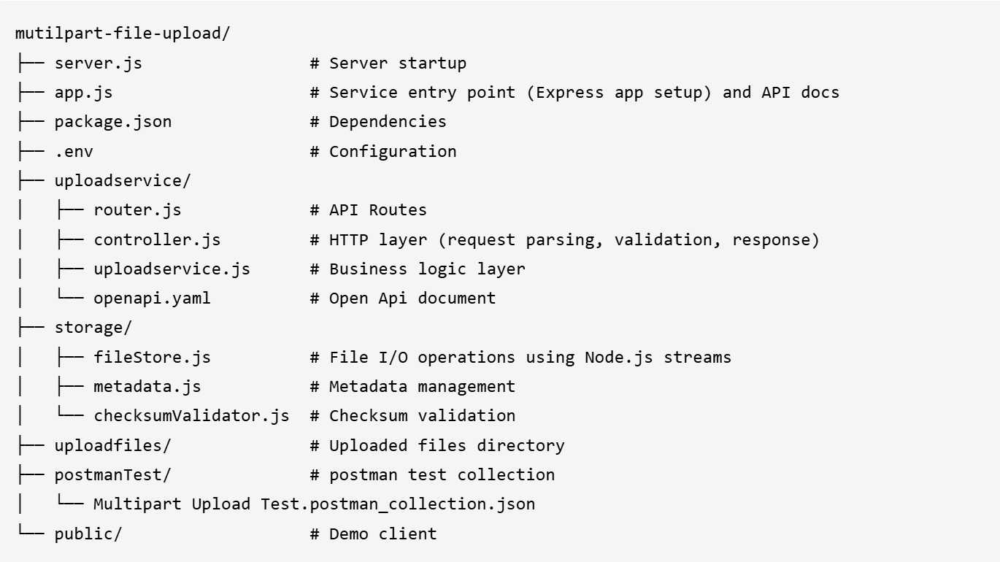 mutilpart-file-upload/
├── server.js                 # Server startup
├── app.js                    # Service entry point (Express app setup) and API docs
├── package.json              # Dependencies
├── .env                      # Configuration
├── uploadservice/
│   ├── router.js             # API Routes
│   ├── controller.js         # HTTP layer (request parsing, validation, response)
│   ├── uploadservice.js      # Business logic layer
│   └── openapi.yaml          # Open Api document
├── storage/
│   ├── fileStore.js          # File I/O operations using Node.js streams
│   ├── metadata.js           # Metadata management
│   └── checksumValidator.js  # Checksum validation
├── uploadfiles/              # Uploaded files directory
├── postmanTest/              # postman test collection
│   └── Multipart Upload Test.postman_collection.json
└── public/                   # Demo client